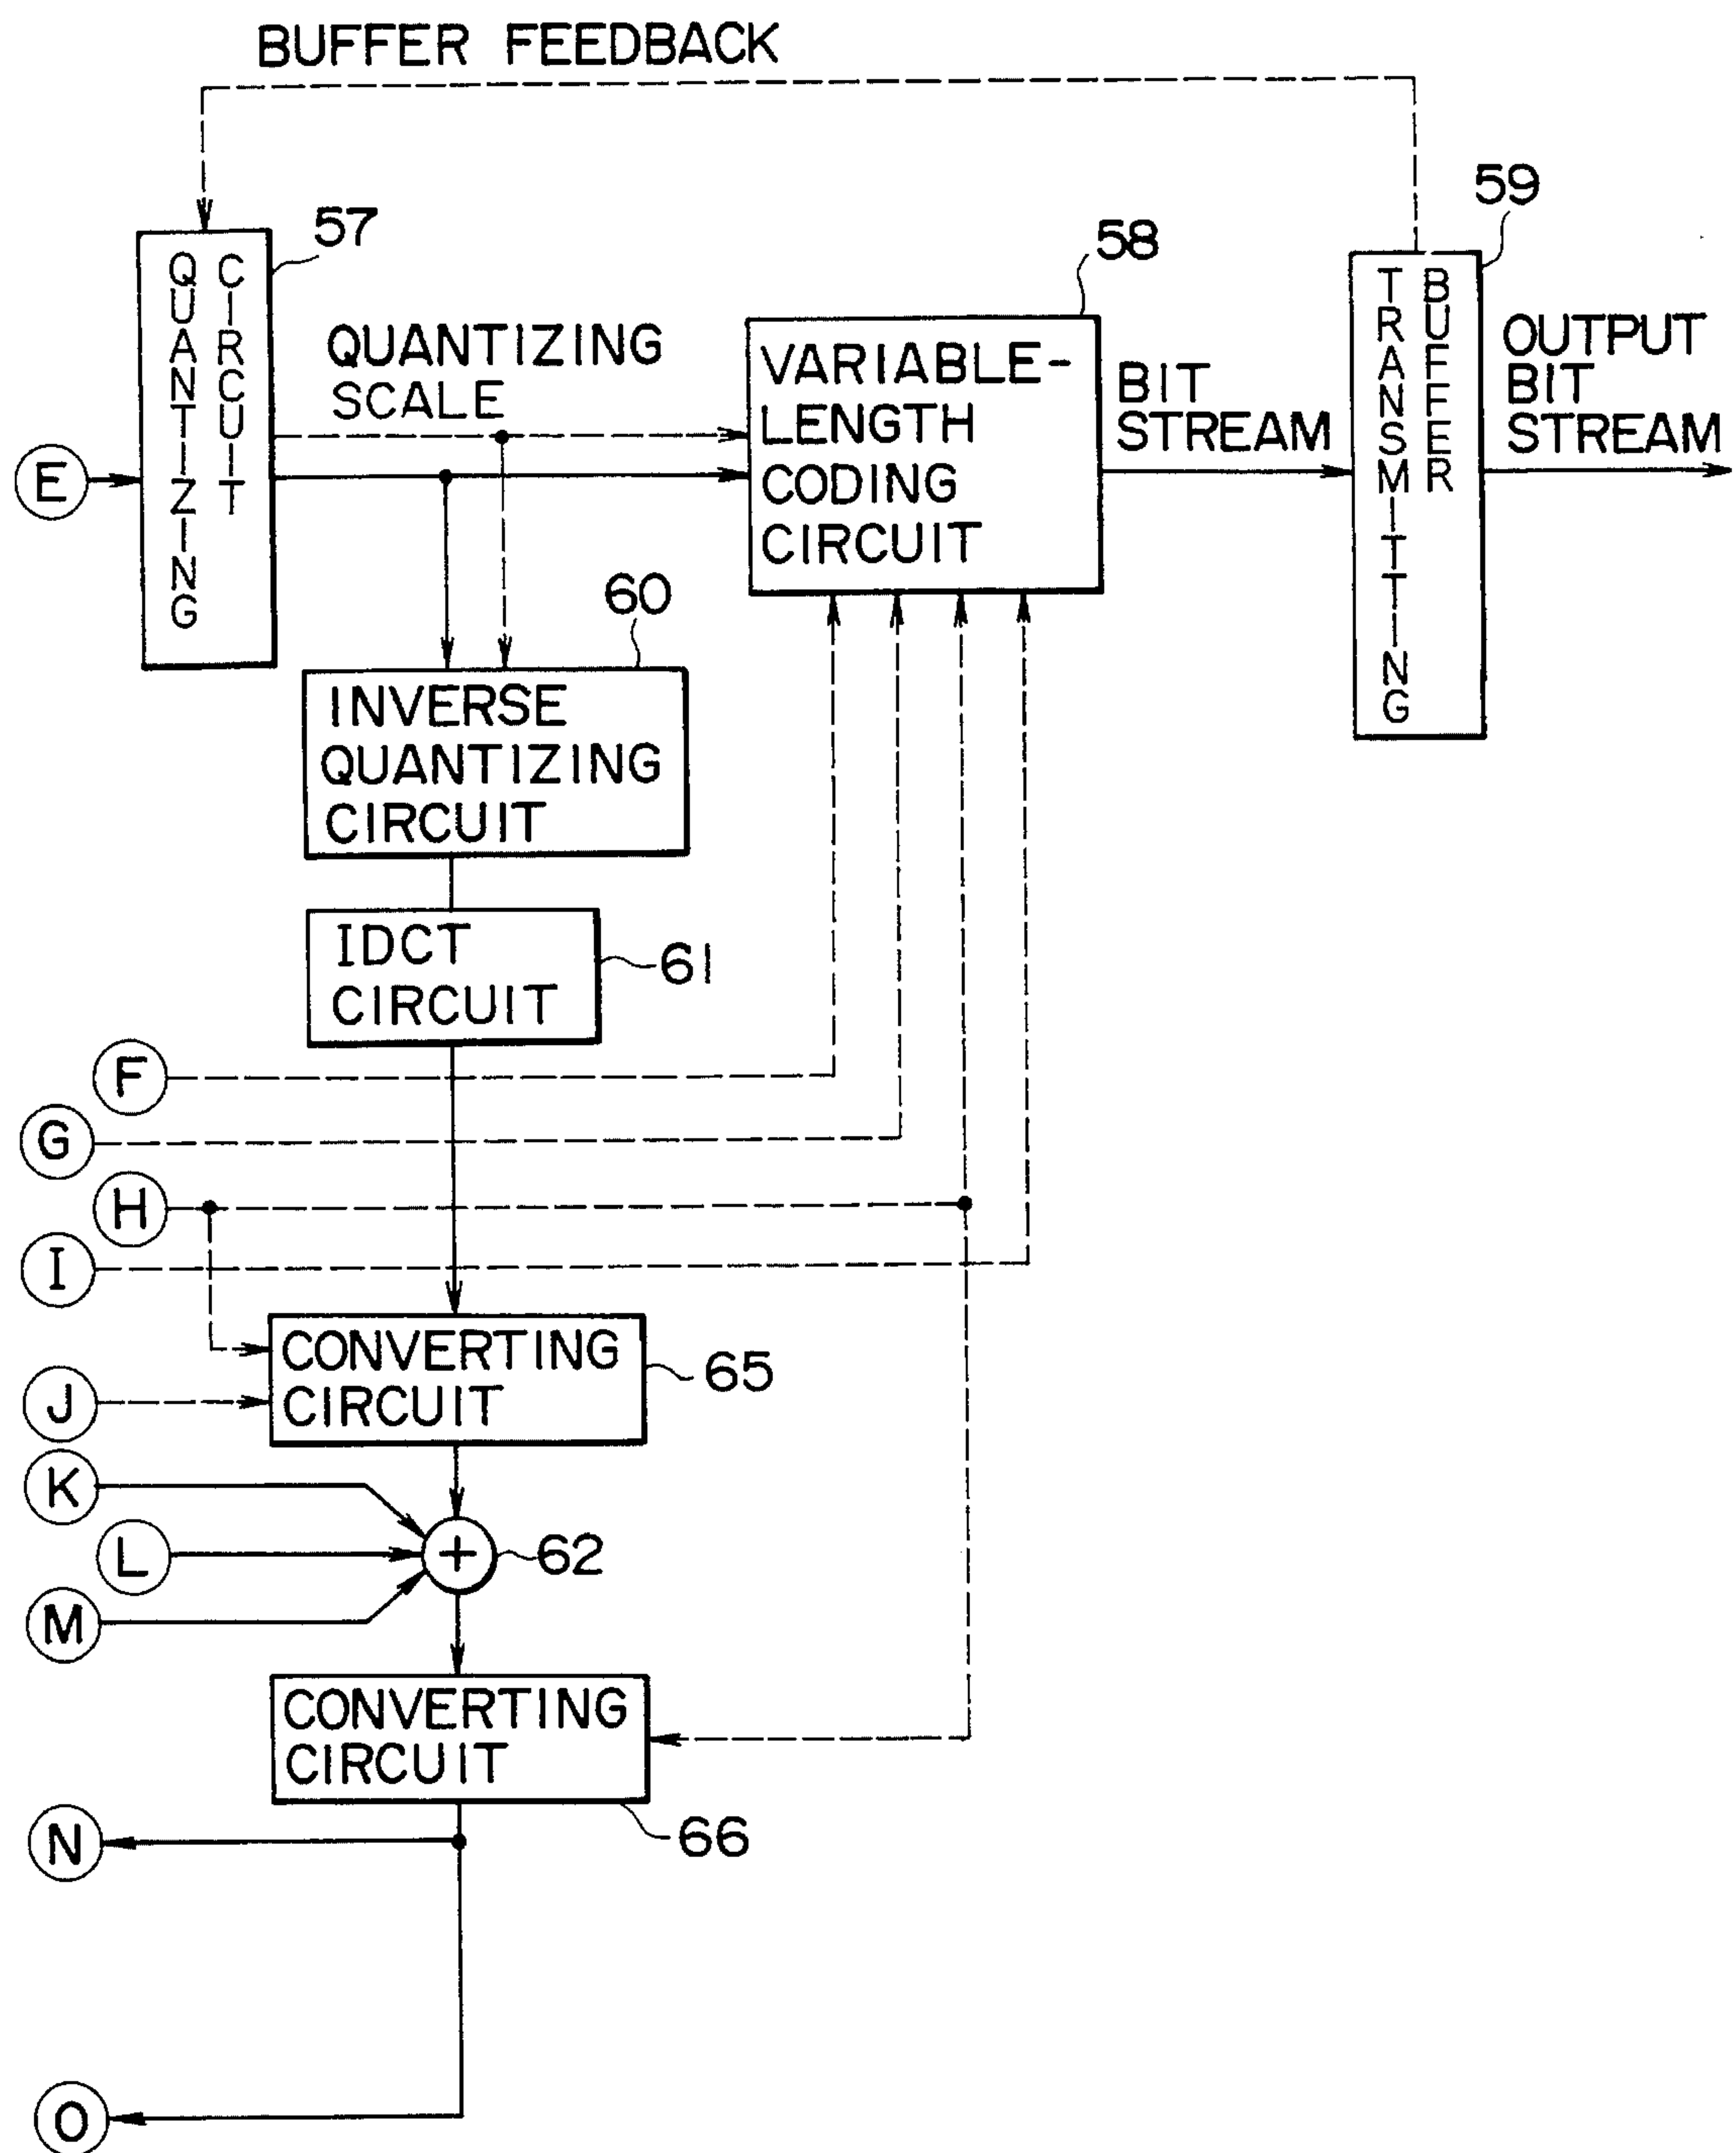 BUFFER FEEDBACK
59
57
58
QUANTIZING
CIRCUIT
QUANTIZING
SCALE
VARIABLE-
LENGTH
CODING
CIRCUIT
BIT
STREAM
TRANSMITTING
BUFFER
OUTPUT
BIT
STREAM
E
60
INVERSE
QUANTIZING
CIRCUIT
IDCT
CIRCUIT
61
F
G
H
I
CONVERTING
CIRCUIT
65
J
K
L
+
62
M
CONVERTING
CIRCUIT
66
N
O